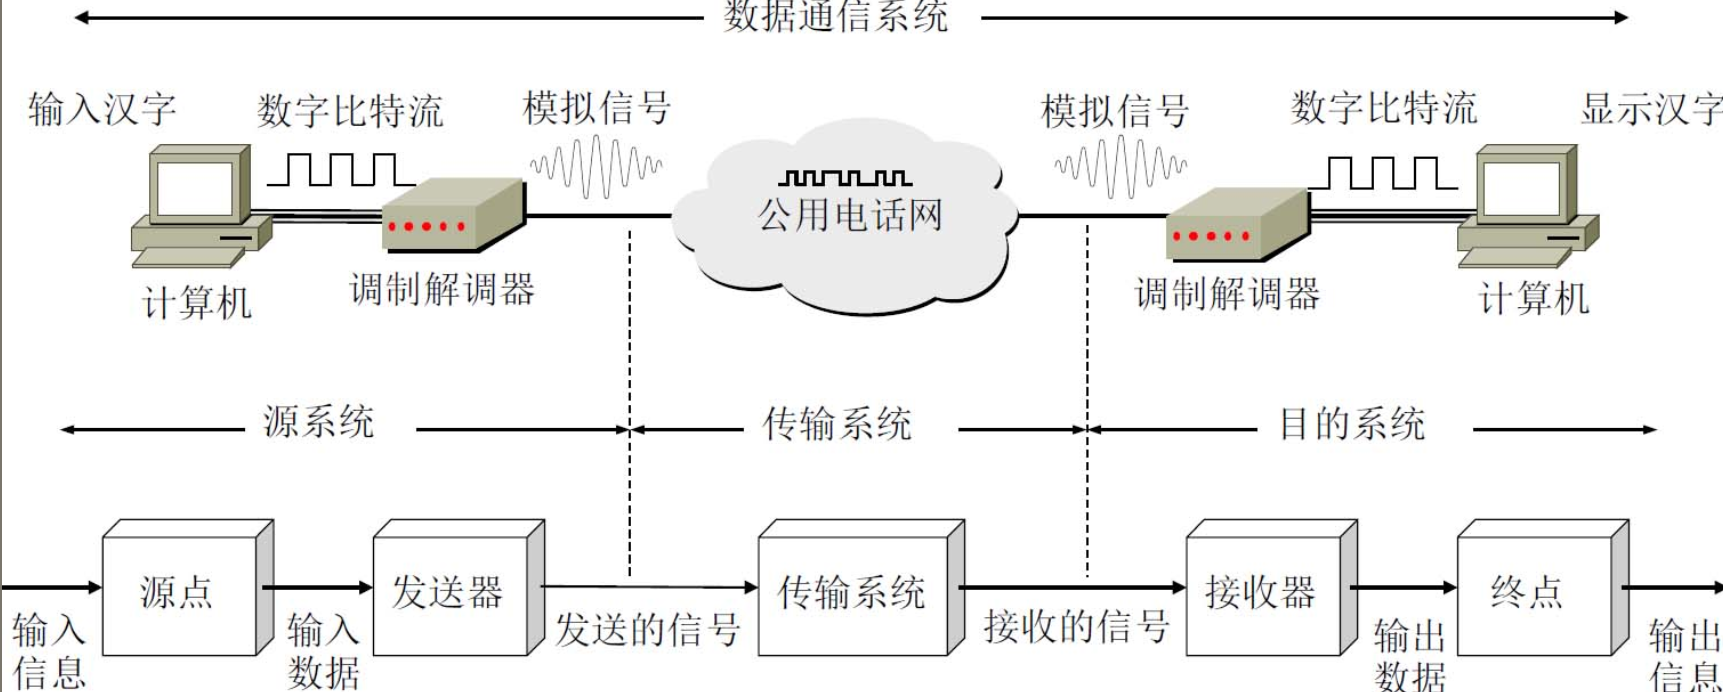 数据通信系统
输入汉字
数字比特流
模拟信号
模拟信号
数字比特流
显示汉字
公用电话网
计算机
调制解调器
调制解调器
计算机
源系统
传输系统
目的系统
源点
发送器
传输系统
接收器
终点
输入
信息
输入
数据
发送的信号
接收的信号
输出
数据
输出
信息